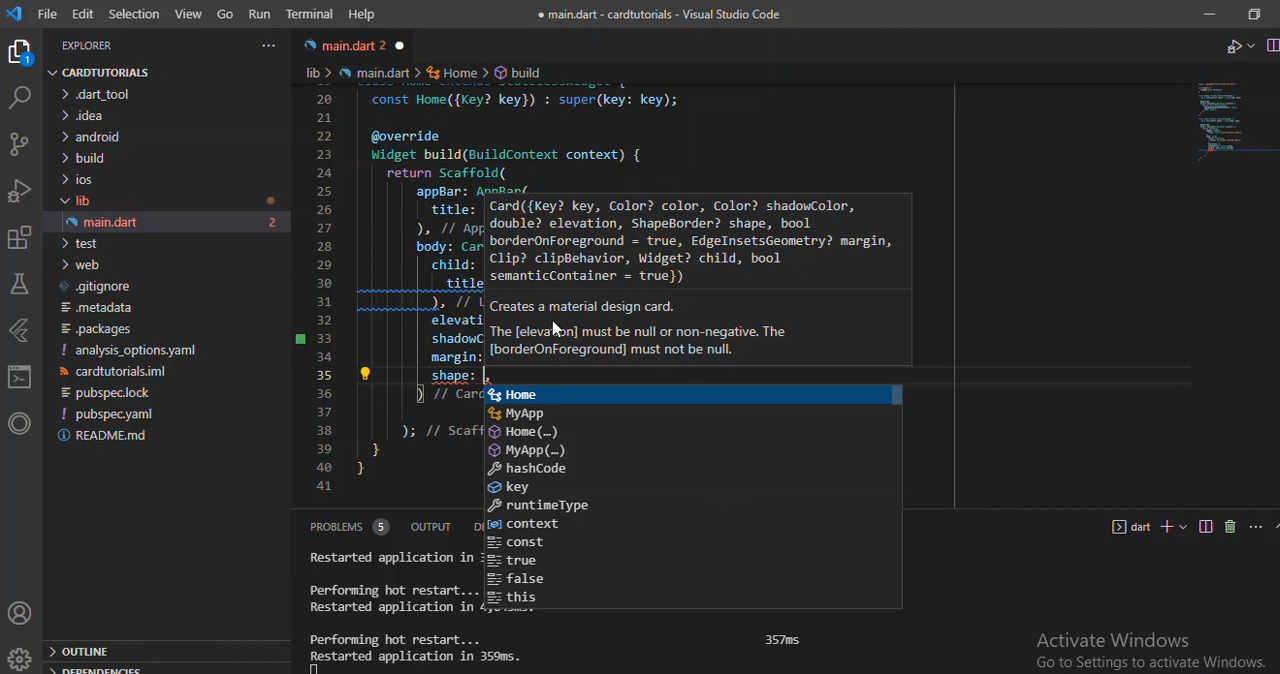 File Edit Selection View Go Run Terminal Help
● main.dart - cardtutorials - Visual Studio Code
EXPLORER
1
CARDTUTORIALS
.dart_tool
.idea
android
build
ios
lib
main.dart 2
test
web
.gitignore
.metadata
.packages
analysis_options.yaml
cardtutorials.iml
pubspec.lock
pubspec.yaml
README.md
OUTLINE
DEPENDENCIES
main.dart 2
lib > main.dart > Home > build
20 const Home({Key? key}) : super(key: key);
21
22 @override
23 Widget build(BuildContext context) {
24 return Scaffold(
25 appBar: AppBar(
26 title:
27 ), // App
28 body: Car
29 child:
30 title
31 ), // L
32 elevati
33 shadowC
34 margin:
35 shape: ,
36 ) // Card
37
38 ); // Scaff
39 }
40 }
41
Card({Key? key, Color? color, Color? shadowColor,
double? elevation, ShapeBorder? shape, bool
borderOnForeground = true, EdgeInsetsGeometry? margin,
Clip? clipBehavior, Widget? child, bool
semanticContainer = true})
Creates a material design card.
The [elevation] must be null or non-negative. The
[borderOnForeground] must not be null.
Home
MyApp
Home(…)
MyApp(…)
hashCode
key
runtimeType
context
const
true
false
this
PROBLEMS 5 OUTPUT DE
dart
Restarted application in
Performing hot restart...
Restarted application in
Performing hot restart... 357ms
Restarted application in 359ms.
Activate Windows
Go to Settings to activate Windows.